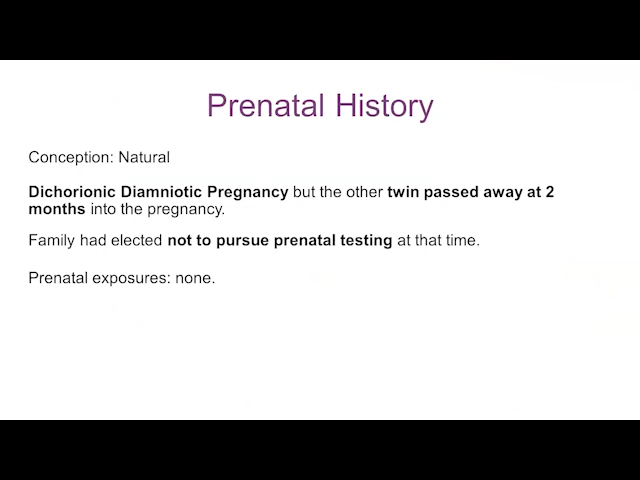 Prenatal History
Conception: Natural
Dichorionic Diamniotic Pregnancy but the other twin passed away at 2
months into the pregnancy.
Family had elected not to pursue prenatal testing at that time.
Prenatal exposures: none.